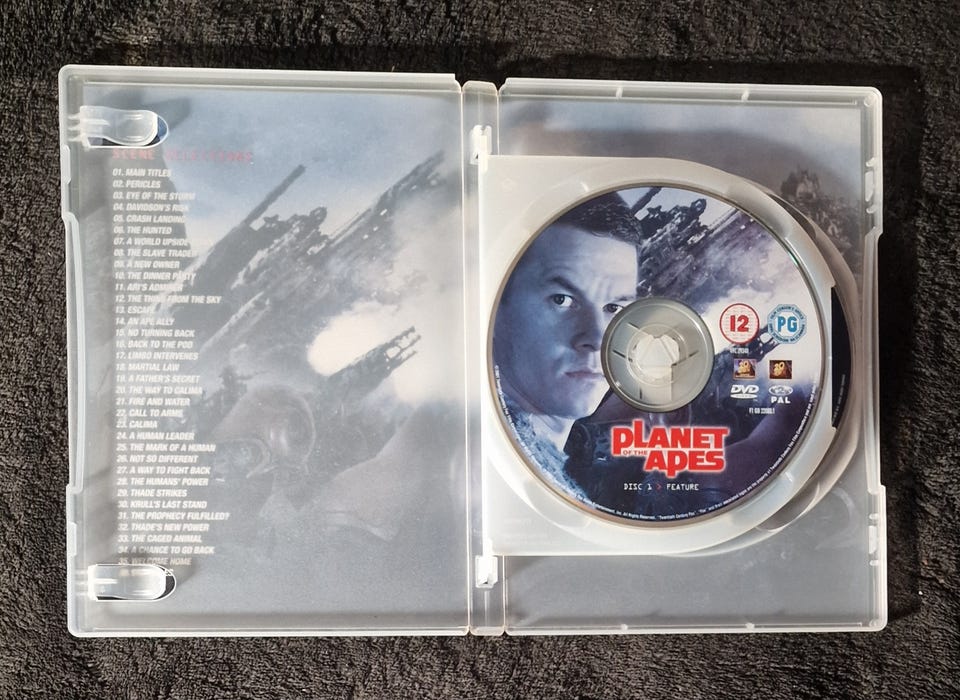 SCENE SELECTIONS
01. MAIN TITLES
02. PERICLES
03. EYE OF THE STORM
04. DAVIDSON'S RISK
05. CRASH LANDING
06. THE HUNTED
07. A WORLD UPSIDE
08. THE SLAVE TRADER
09. A NEW OWNER
10. THE DINNER PARTY
11. ARI'S ADMIRER
12. THE THING FROM THE SKY
13. ESCAPE
14. AN APE ALLY
15. NO TURNING BACK
16. BACK TO THE POD
17. LIMBO INTERVENES
18. MARTIAL LAW
19. A FATHER'S SECRET
20. THE WAY TO CALIMA
21. FIRE AND WATER
22. CALL TO ARMS
23. CALIMA
24. A HUMAN LEADER
25. THE MARK OF A HUMAN
26. NOT SO DIFFERENT
27. A WAY TO FIGHT BACK
28. THE HUMANS' POWER
29. THADE STRIKES
30. KRULL'S LAST STAND
31. THE PROPHECY FULFILLED?
32. THADE'S NEW POWER
33. THE CAGED ANIMAL
34. A CHANCE TO GO BACK
35. WELCOME HOME
12
PG
DVD
PAL
PLANET
OF THE
APES
DISC 1 > FEATURE